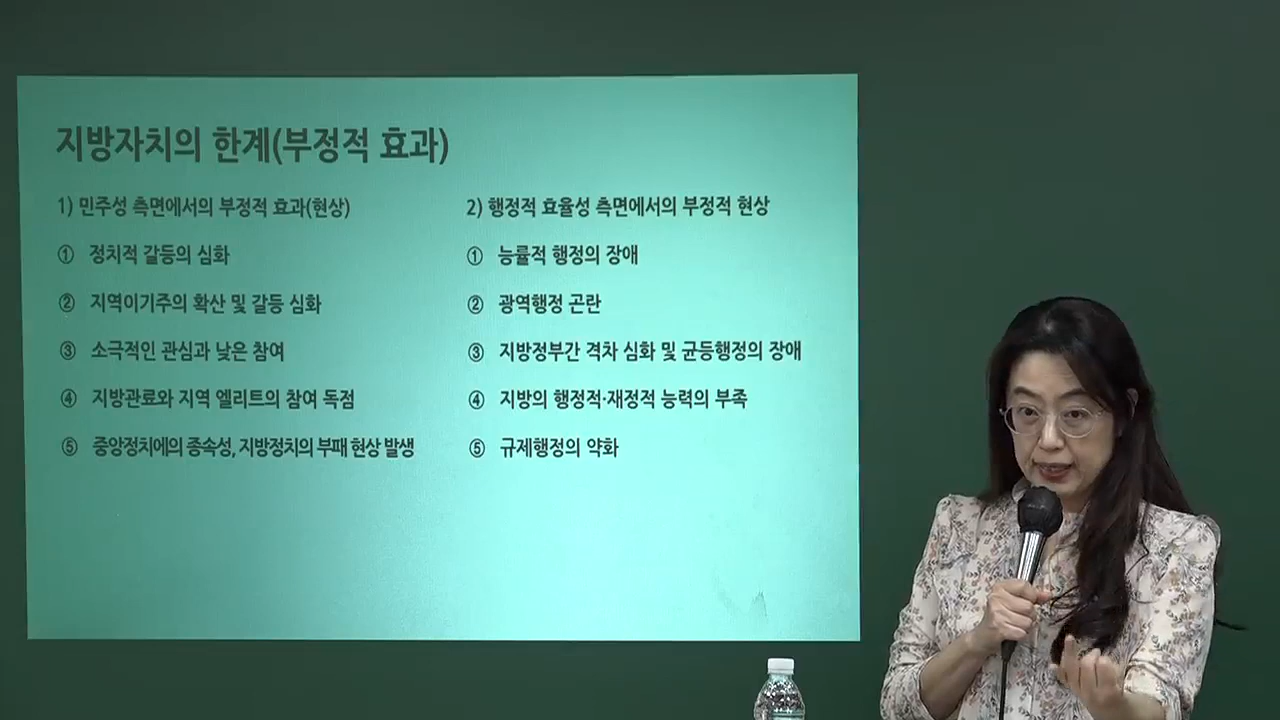 지방자치의 한계(부정적 효과)
1) 민주성 측면에서의 부정적 효과(현상)
① 정치적 갈등의 심화
② 지역이기주의 확산 및 갈등 심화
③ 소극적인 관심과 낮은 참여
④ 지방관료와 지역 엘리트의 참여 독점
⑤ 중앙정치에의 종속성, 지방정치의 부패 현상 발생
2) 행정적 효율성 측면에서의 부정적 현상
① 능률적 행정의 장애
② 광역행정 곤란
③ 지방정부간 격차 심화 및 균등행정의 장애
④ 지방의 행정적·재정적 능력의 부족
⑤ 규제행정의 약화